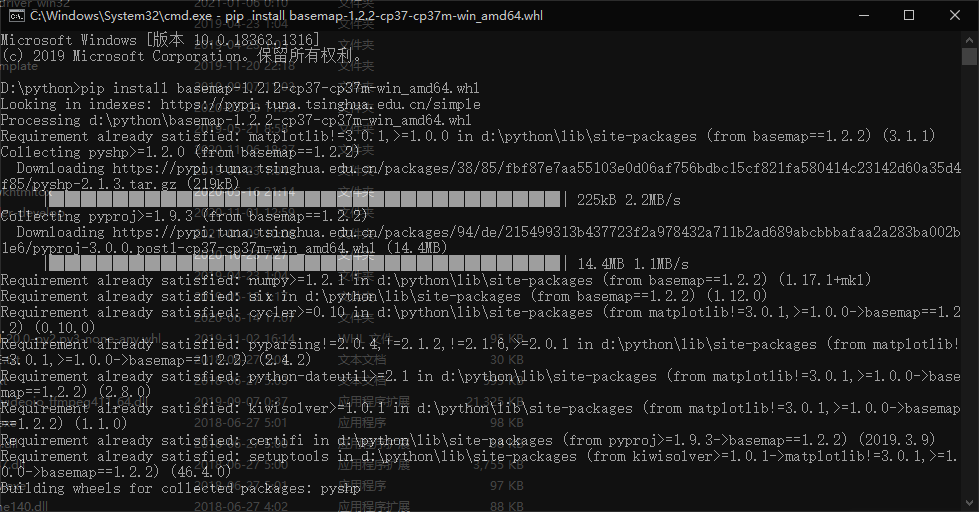 C:\Windows\System32\cmd.exe - pip  install basemap-1.2.2-cp37-cp37m-win_amd64.whl
Microsoft Windows [版本 10.0.18363.1316]
(c) 2019 Microsoft Corporation。保留所有权利。
D:\python>pip install basemap-1.2.2-cp37-cp37m-win_amd64.whl
Looking in indexes: https://pypi.tuna.tsinghua.edu.cn/simple
Processing d:\python\basemap-1.2.2-cp37-cp37m-win_amd64.whl
Requirement already satisfied: matplotlib!=3.0.1,>=1.0.0 in d:\python\lib\site-packages (from basemap==1.2.2) (3.1.1)
Collecting pyshp>=1.2.0 (from basemap==1.2.2)
  Downloading https://pypi.tuna.tsinghua.edu.cn/packages/38/85/fbf87e7aa55103e0d06af756bdbc15cf821fa580414c23142d60a35d4
f85/pyshp-2.1.3.tar.gz (219kB)
| 225kB 2.2MB/s
Collecting pyproj>=1.9.3 (from basemap==1.2.2)
  Downloading https://pypi.tuna.tsinghua.edu.cn/packages/94/de/215499313b437723f2a978432a711b2ad689abcbbbafaa2a283ba002b
1e6/pyproj-3.0.0.post1-cp37-cp37m-win_amd64.whl (14.4MB)
| 14.4MB 1.1MB/s
Requirement already satisfied: numpy>=1.2.1 in d:\python\lib\site-packages (from basemap==1.2.2) (1.17.1+mkl)
Requirement already satisfied: six in d:\python\lib\site-packages (from basemap==1.2.2) (1.12.0)
Requirement already satisfied: cycler>=0.10 in d:\python\lib\site-packages (from matplotlib!=3.0.1,>=1.0.0->basemap==1.2.
2) (0.10.0)
Requirement already satisfied: pyparsing!=2.0.4,!=2.1.2,!=2.1.6,>=2.0.1 in d:\python\lib\site-packages (from matplotlib!
=3.0.1,>=1.0.0->basemap==1.2.2) (2.4.2)
Requirement already satisfied: python-dateutil>=2.1 in d:\python\lib\site-packages (from matplotlib!=3.0.1,>=1.0.0->base
map==1.2.2) (2.8.0)
Requirement already satisfied: kiwisolver>=1.0.1 in d:\python\lib\site-packages (from matplotlib!=3.0.1,>=1.0.0->basemap
==1.2.2) (1.1.0)
Requirement already satisfied: certifi in d:\python\lib\site-packages (from pyproj>=1.9.3->basemap==1.2.2) (2019.3.9)
Requirement already satisfied: setuptools in d:\python\lib\site-packages (from kiwisolver>=1.0.1->matplotlib!=3.0.1,>=1.
0.0->basemap==1.2.2) (46.4.0)
Building wheels for collected packages: pyshp